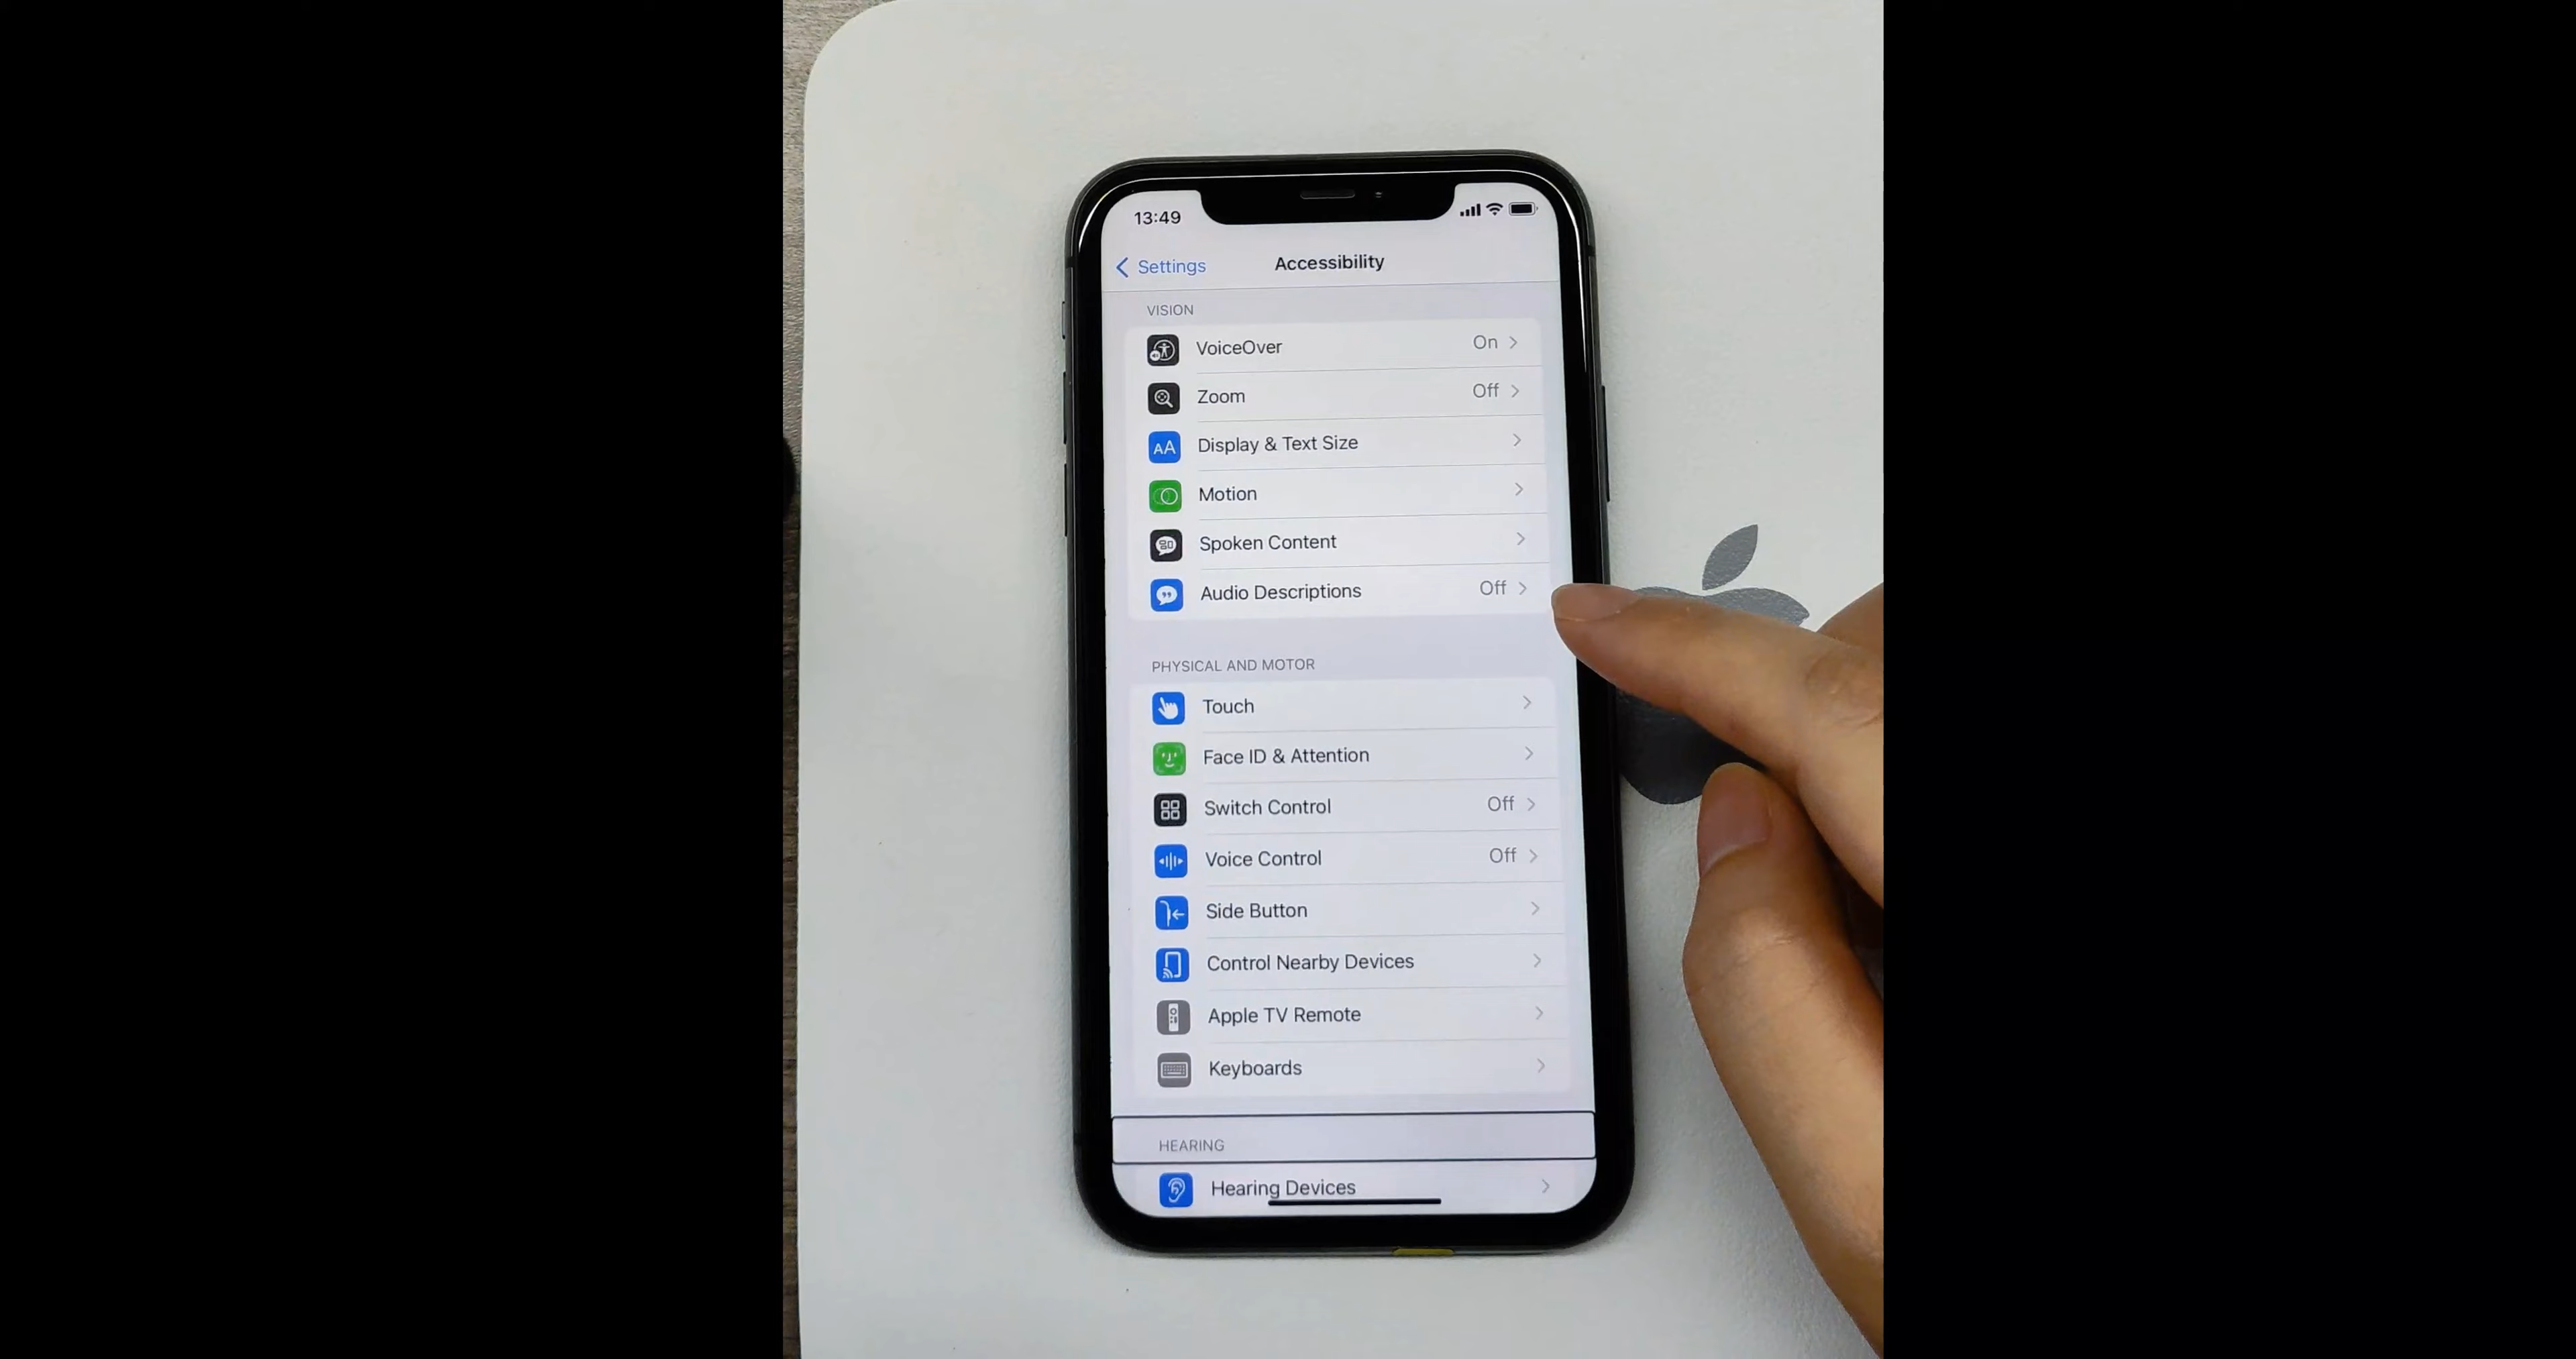 13:49
Settings
Accessibility
VISION
VoiceOver On
Zoom Off
AA Display & Text Size
Motion
Spoken Content
Audio Descriptions Off
PHYSICAL AND MOTOR
Touch
Face ID & Attention
Switch Control Off
Voice Control Off
Side Button
Control Nearby Devices
Apple TV Remote
Keyboards
HEARING
Hearing Devices